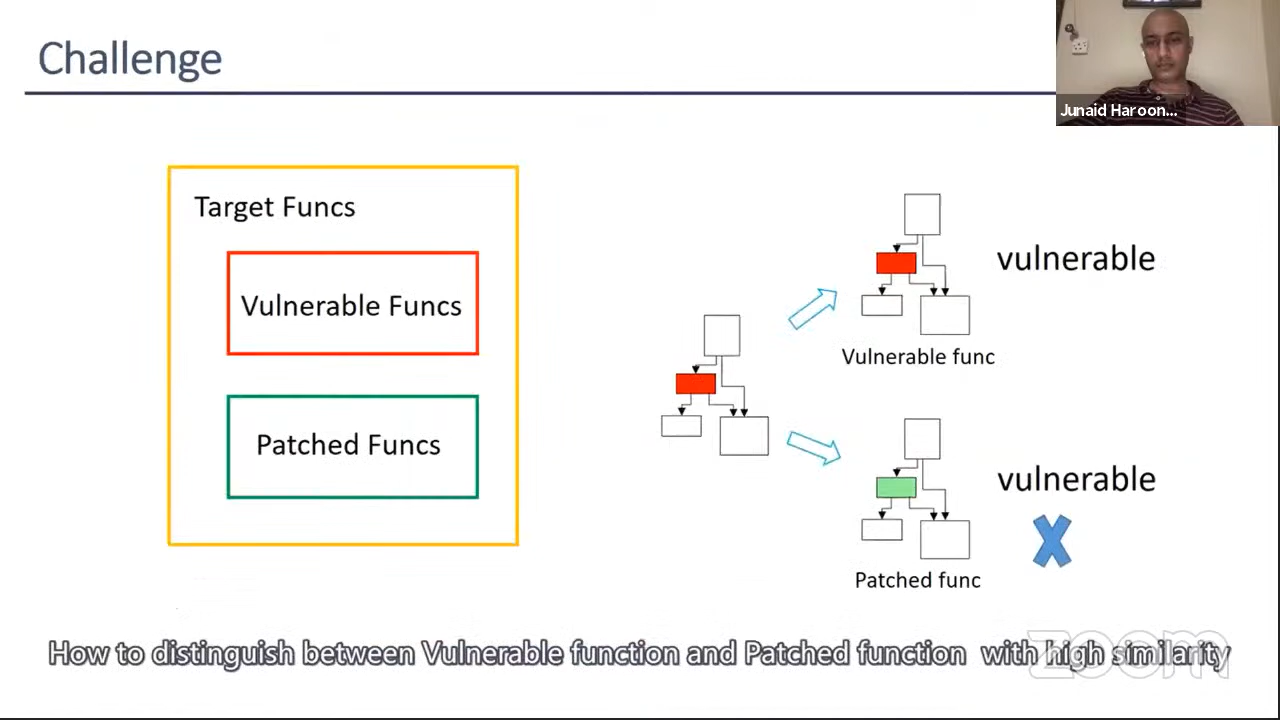 Challenge
Junaid Haroon...
Target Funcs
Vulnerable Funcs
Patched Funcs
vulnerable
Vulnerable func
vulnerable
Patched func
How to distinguish between Vulnerable function and Patched function with high similarity
zoom